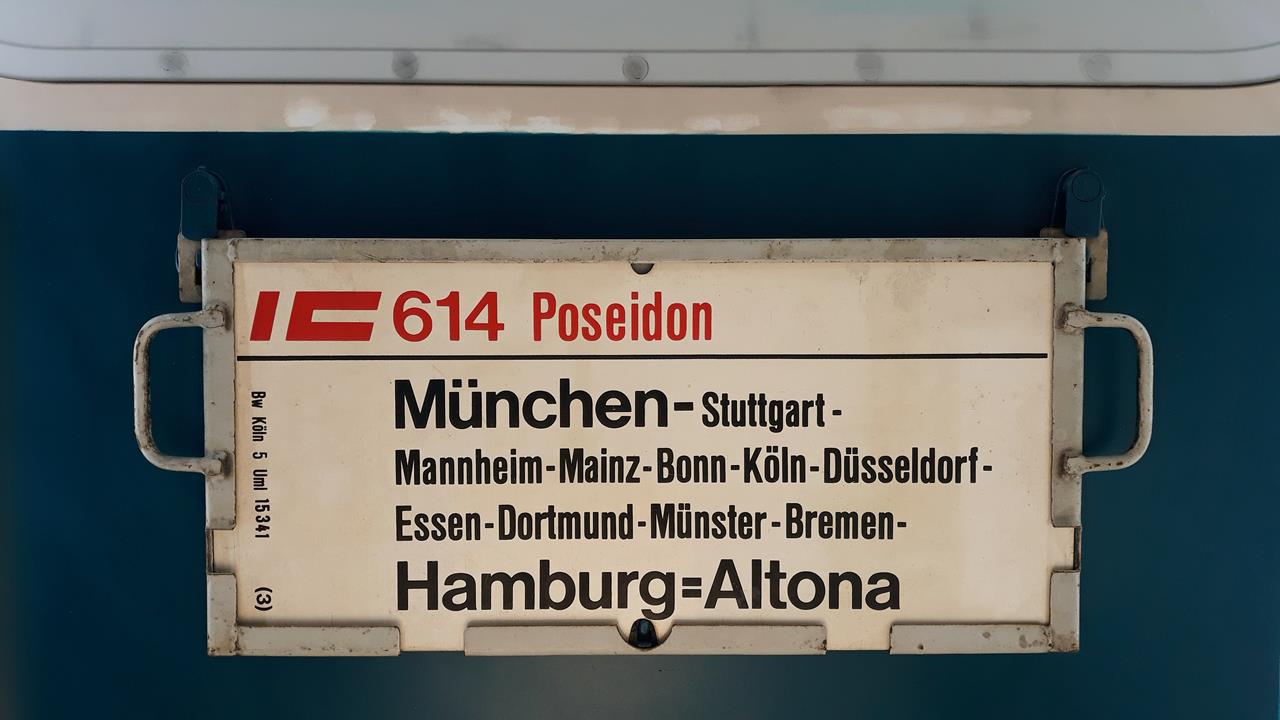 IC 614 Poseidon
München- Stuttgart -
Mannheim-Mainz-Bonn-Köln-Düsseldorf-
Essen-Dortmund-Münster-Bremen-
Hamburg=Altona
Bw Köln 5 Uml 15341 (3)